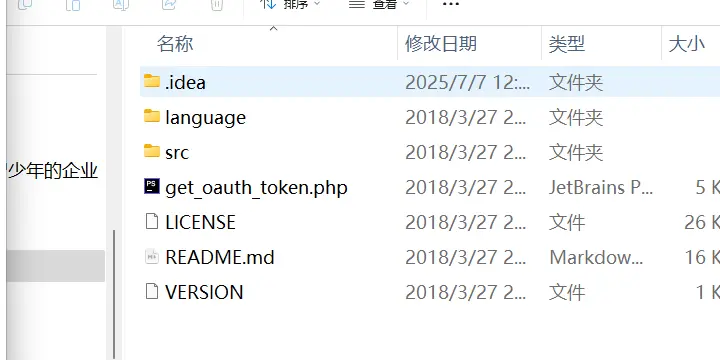 排序 查看 ...
名称 修改日期 类型 大小
.idea 2025/7/7 12:... 文件夹
language 2018/3/27 2... 文件夹
src 2018/3/27 2... 文件夹
少年的企业
get_oauth_token.php 2018/3/27 2... JetBrains P... 5 K
LICENSE 2018/3/27 2... 文件 26 K
README.md 2018/3/27 2... Markdow... 16 K
VERSION 2018/3/27 2... 文件 1 K